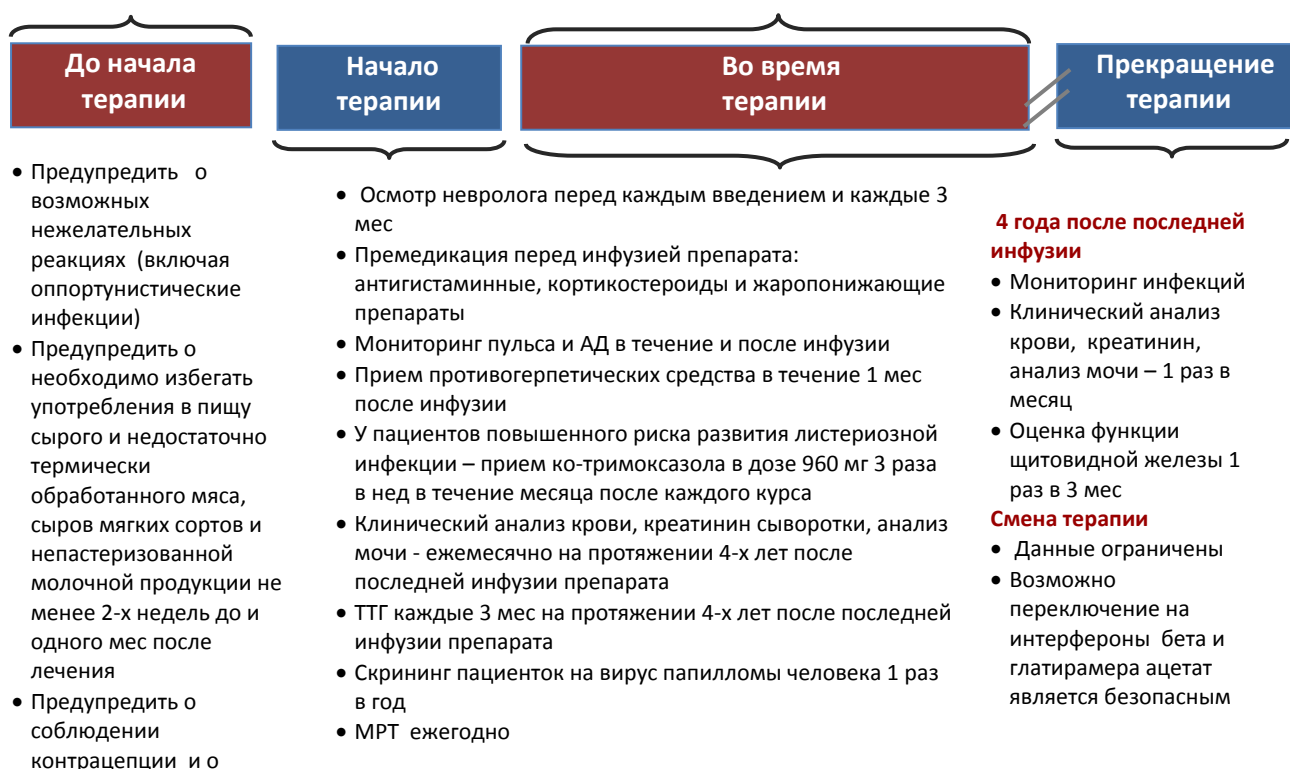 До начала
терапии
Начало
терапии
Во время
терапии
Прекращение
терапии
• Предупредить о
возможных
нежелательных
реакциях (включая
оппортунистические
инфекции)
• Предупредить о
необходимо избегать
употребления в пищу
сырого и недостаточно
термически
обработанного мяса,
сыров мягких сортов и
непастеризованной
молочной продукции не
менее 2-х недель до и
одного мес после
лечения
• Предупредить о
соблюдении
контрацепции и о
• Осмотр невролога перед каждым введением и каждые 3
мес
• Премедикация перед инфузией препарата:
антигистаминные, кортикостероиды и жаропонижающие
препараты
• Мониторинг пульса и АД в течение и после инфузии
• Прием противогерпетических средства в течение 1 мес
после инфузии
• У пациентов повышенного риска развития листериозной
инфекции – прием ко-тримоксазола в дозе 960 мг 3 раза
в нед в течение месяца после каждого курса
• Клинический анализ крови, креатинин сыворотки, анализ
мочи - ежемесячно на протяжении 4-х лет после
последней инфузии препарата
• ТТГ каждые 3 мес на протяжении 4-х лет после последней
инфузии препарата
• Скрининг пациенток на вирус папилломы человека 1 раз
в год
• МРТ ежегодно
4 года после последней
инфузии
• Мониторинг инфекций
• Клинический анализ
крови, креатинин,
анализ мочи – 1 раз в
месяц
• Оценка функции
щитовидной железы 1
раз в 3 мес
Смена терапии
• Данные ограничены
• Возможно
переключение на
интерфероны бета и
глатирамера ацетат
является безопасным